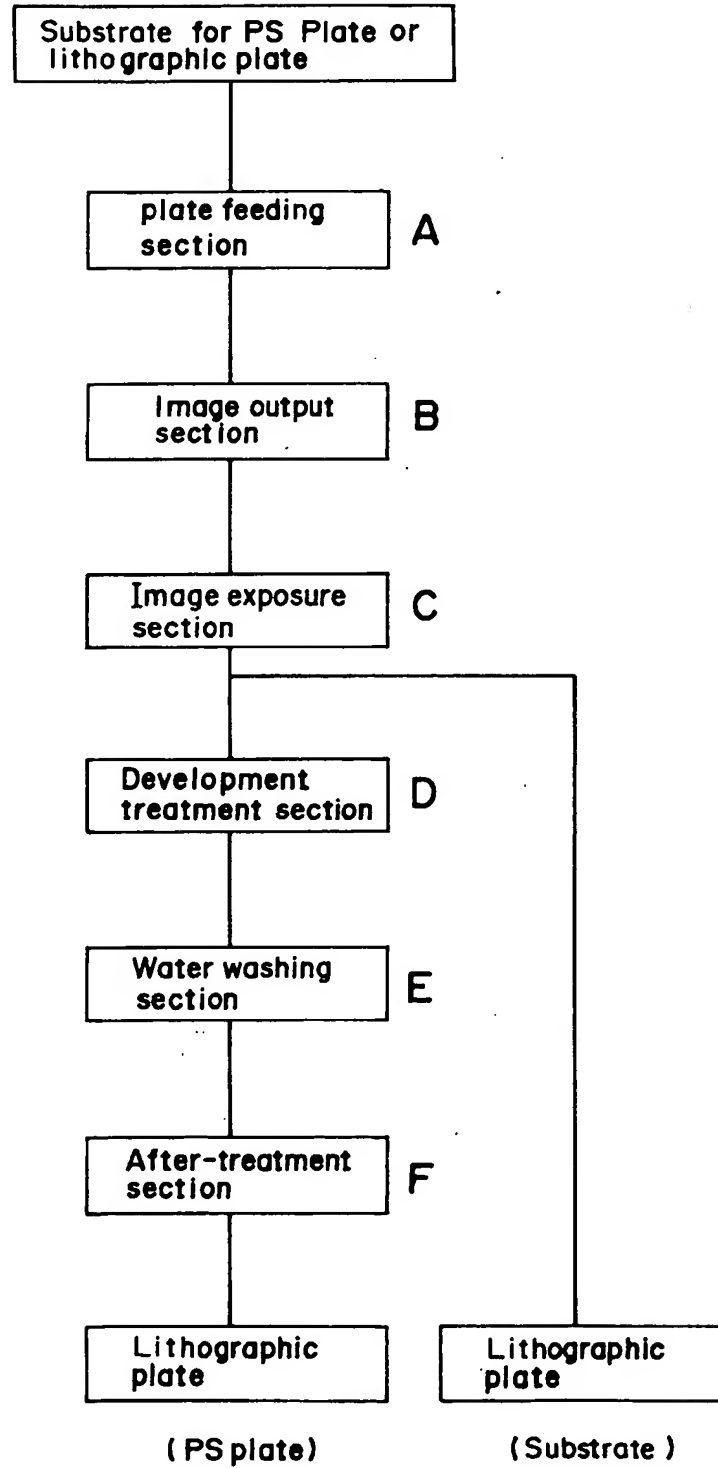 Substrate for PS Plate or
lithographic plate
plate feeding
section
A
Image output
section
B
Image exposure
section
C
Development
treatment section
D
Water washing
section
E
After-treatment
section
F
Lithographic
plate
Lithographic
plate
(PS plate)
(Substrate)